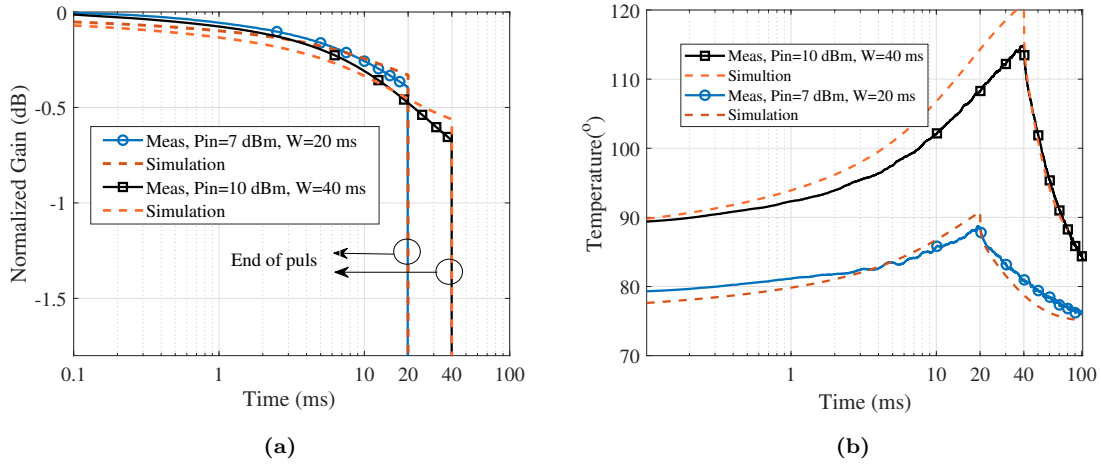 0
-0.5
-1
-1.5
Normalized Gain (dB)
Meas, Pin=7 dBm, W=20 ms
Simulation
Meas, Pin=10 dBm, W=40 ms
Simulation
End of puls
0.1
1
10
20
40
100
Time (ms)
(a)
120
110
100
90
80
70
Temperature(°)
Meas, Pin=10 dBm, W=40 ms
Simultion
Meas, Pin=7 dBm, W=20 ms
Simulation
1
10
20
40
100
Time (ms)
(b)